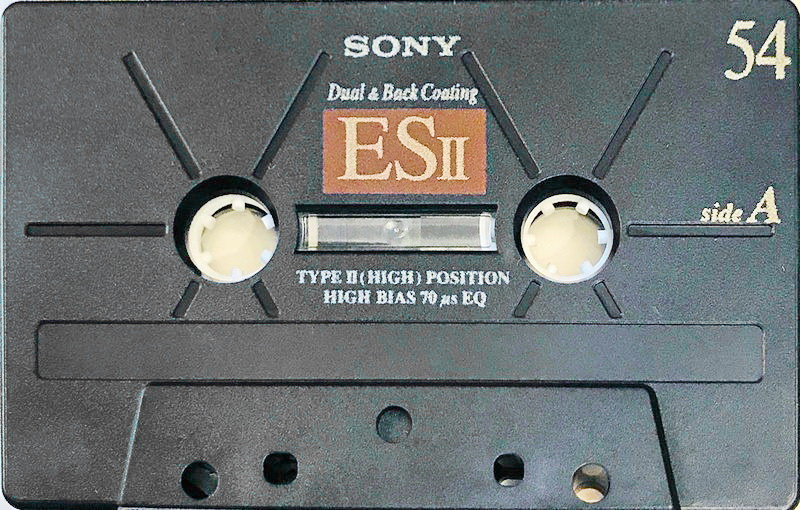 SONY
54
Dual & Back Coating
ESII
side A
TYPE II (HIGH) POSITION
HIGH BIAS 70 μs EQ